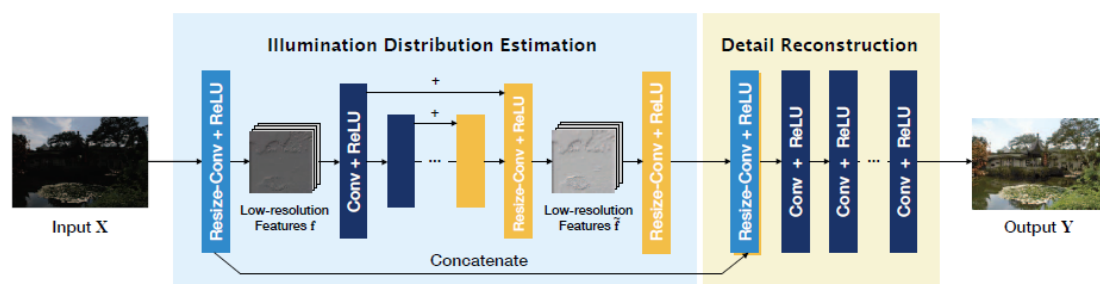 Illumination Distribution Estimation
Detail Reconstruction
Input X
Resize-Conv + ReLU
Low-resolution
Features f
Conv + ReLU
+
+
...
Resize-Conv + ReLU
Low-resolution
Features f̃
Resize-Conv + ReLU
Concatenate
Resize-Conv + ReLU
Conv + ReLU
Conv + ReLU
...
Conv + ReLU
Output Y